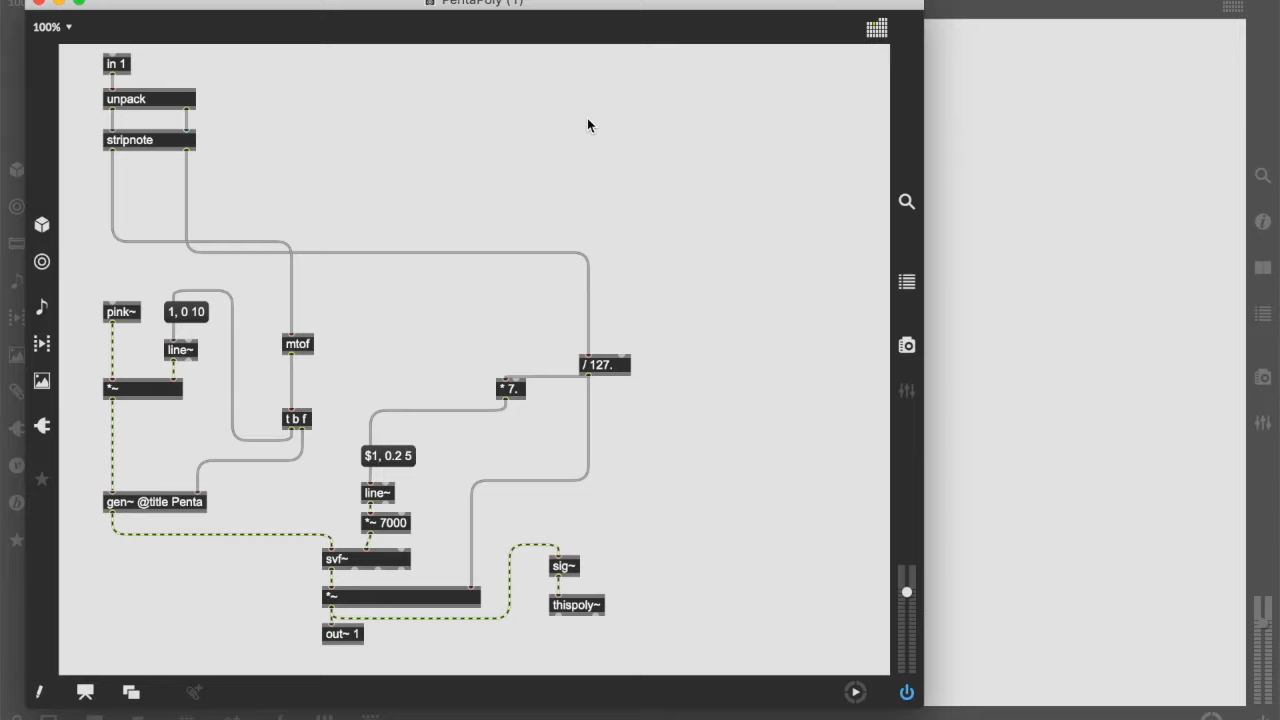 PentaPoly (1)
100%
in 1
unpack
stripnote
pink~
1, 0 10
line~
mtof
/ 127.
*~
* 7.
t b f
$1, 0.2 5
line~
gen~ @title Penta
*~ 7000
svf~
sig~
*~
thispoly~
out~ 1